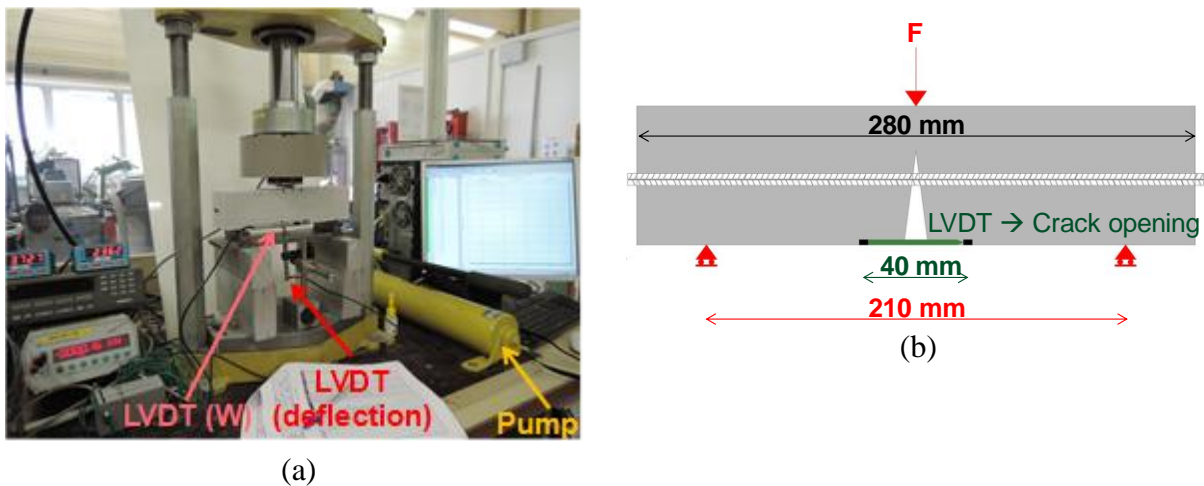 LVDT (W)
LVDT
(deflection)
Pump
(a)
F
280 mm
LVDT → Crack opening
40 mm
210 mm
(b)